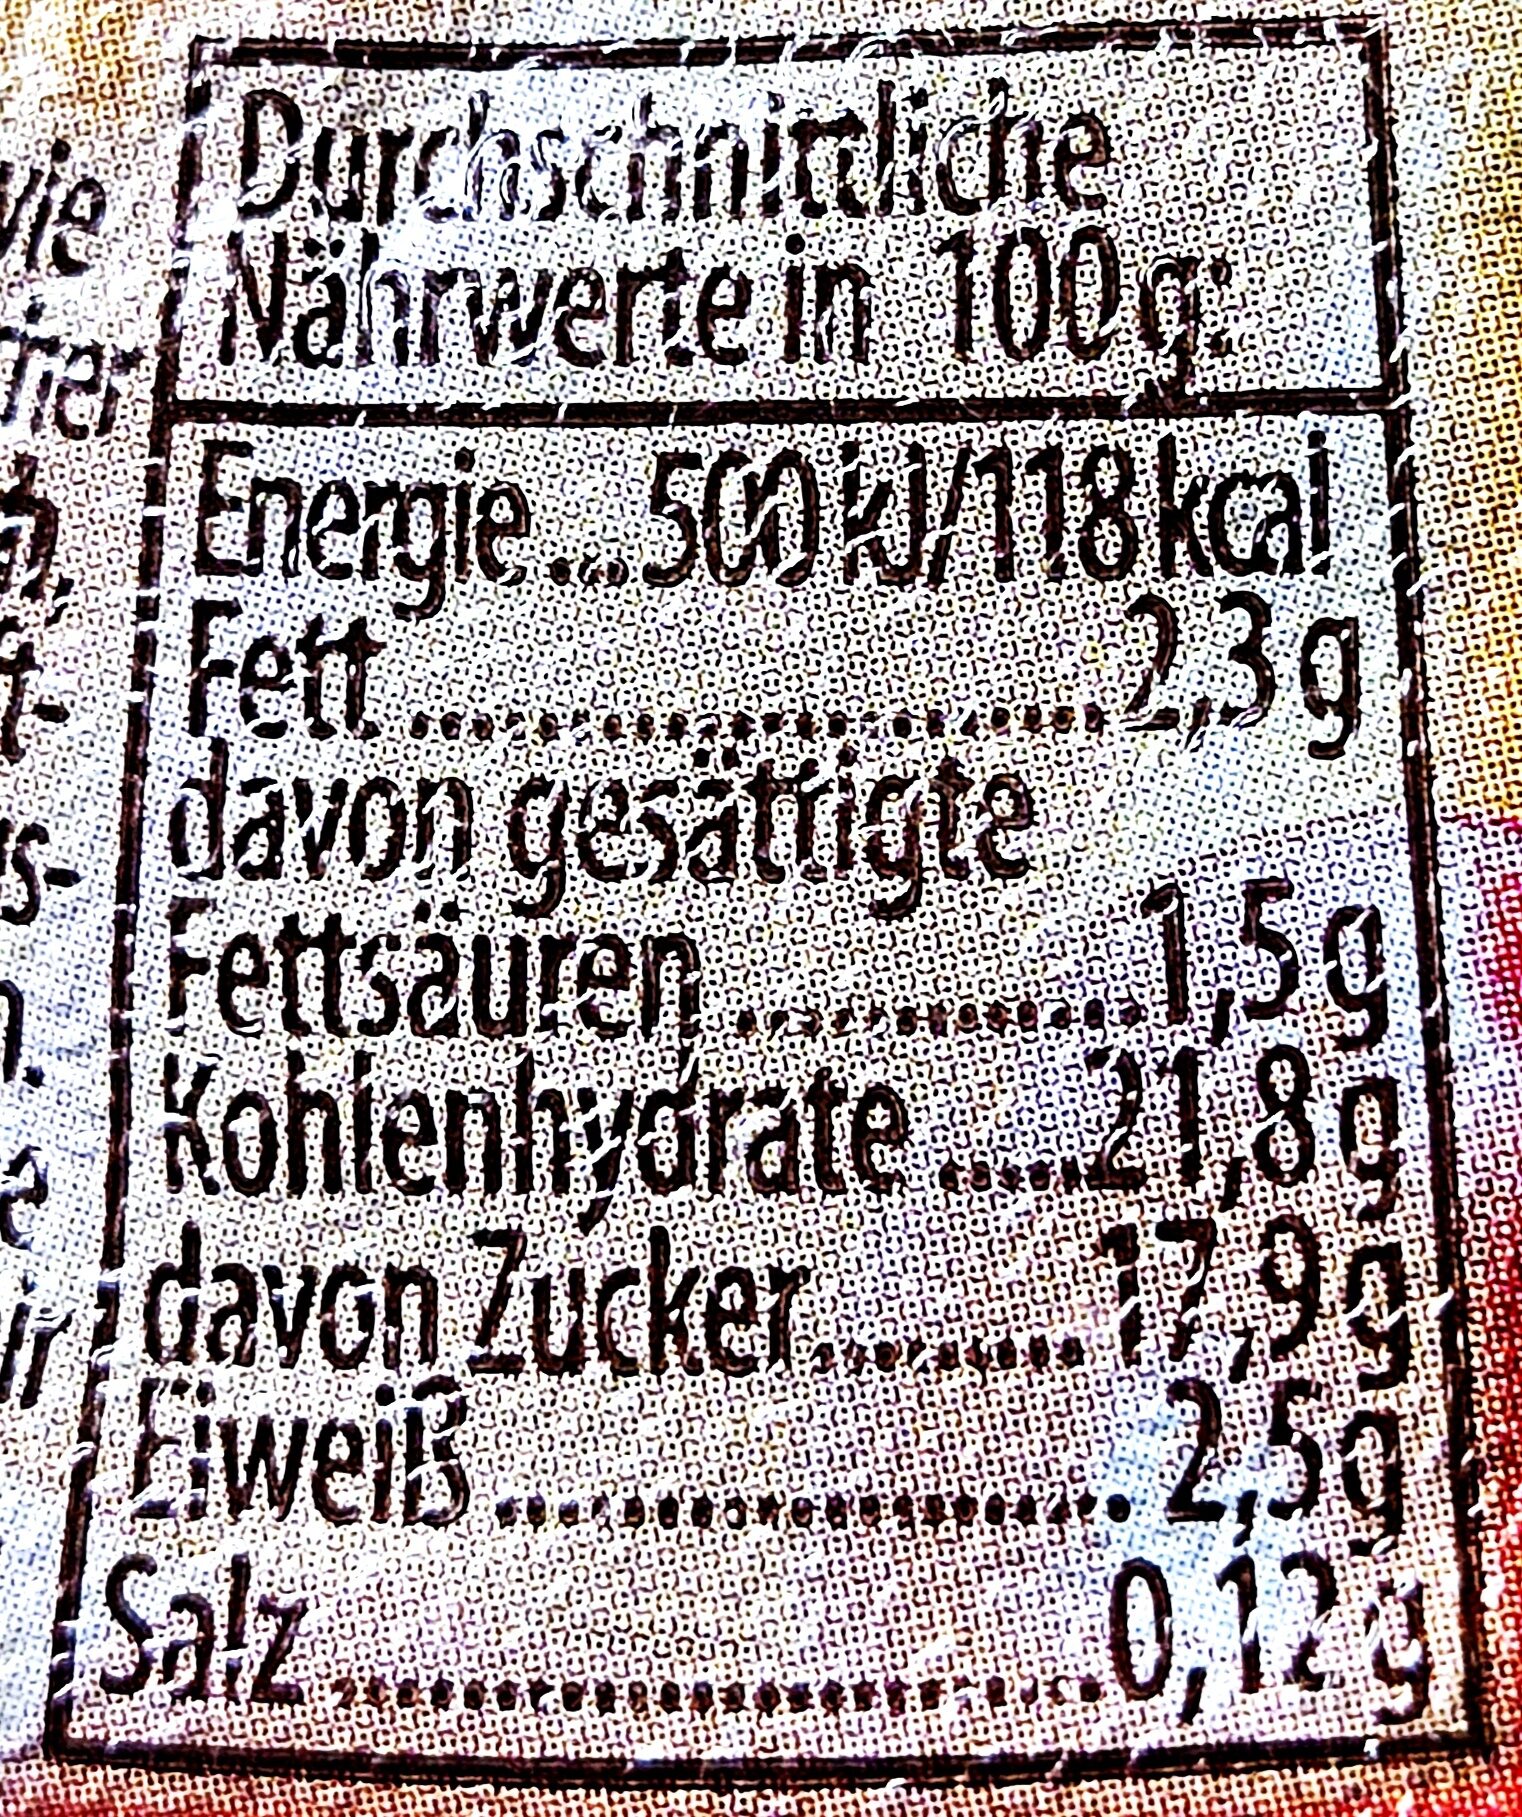 Durchschnittliche
Nährwerte in 100 g:
Energie ... 500 kJ/118 kcal
Fett ........................ 2,3 g
davon gesättigte
Fettsäuren ............... 1,5 g
Kohlenhydrate ...... 21,8 g
davon Zucker ......... 17,9 g
Eiweiß ...................... 2,5 g
Salz .......................... 0,12 g